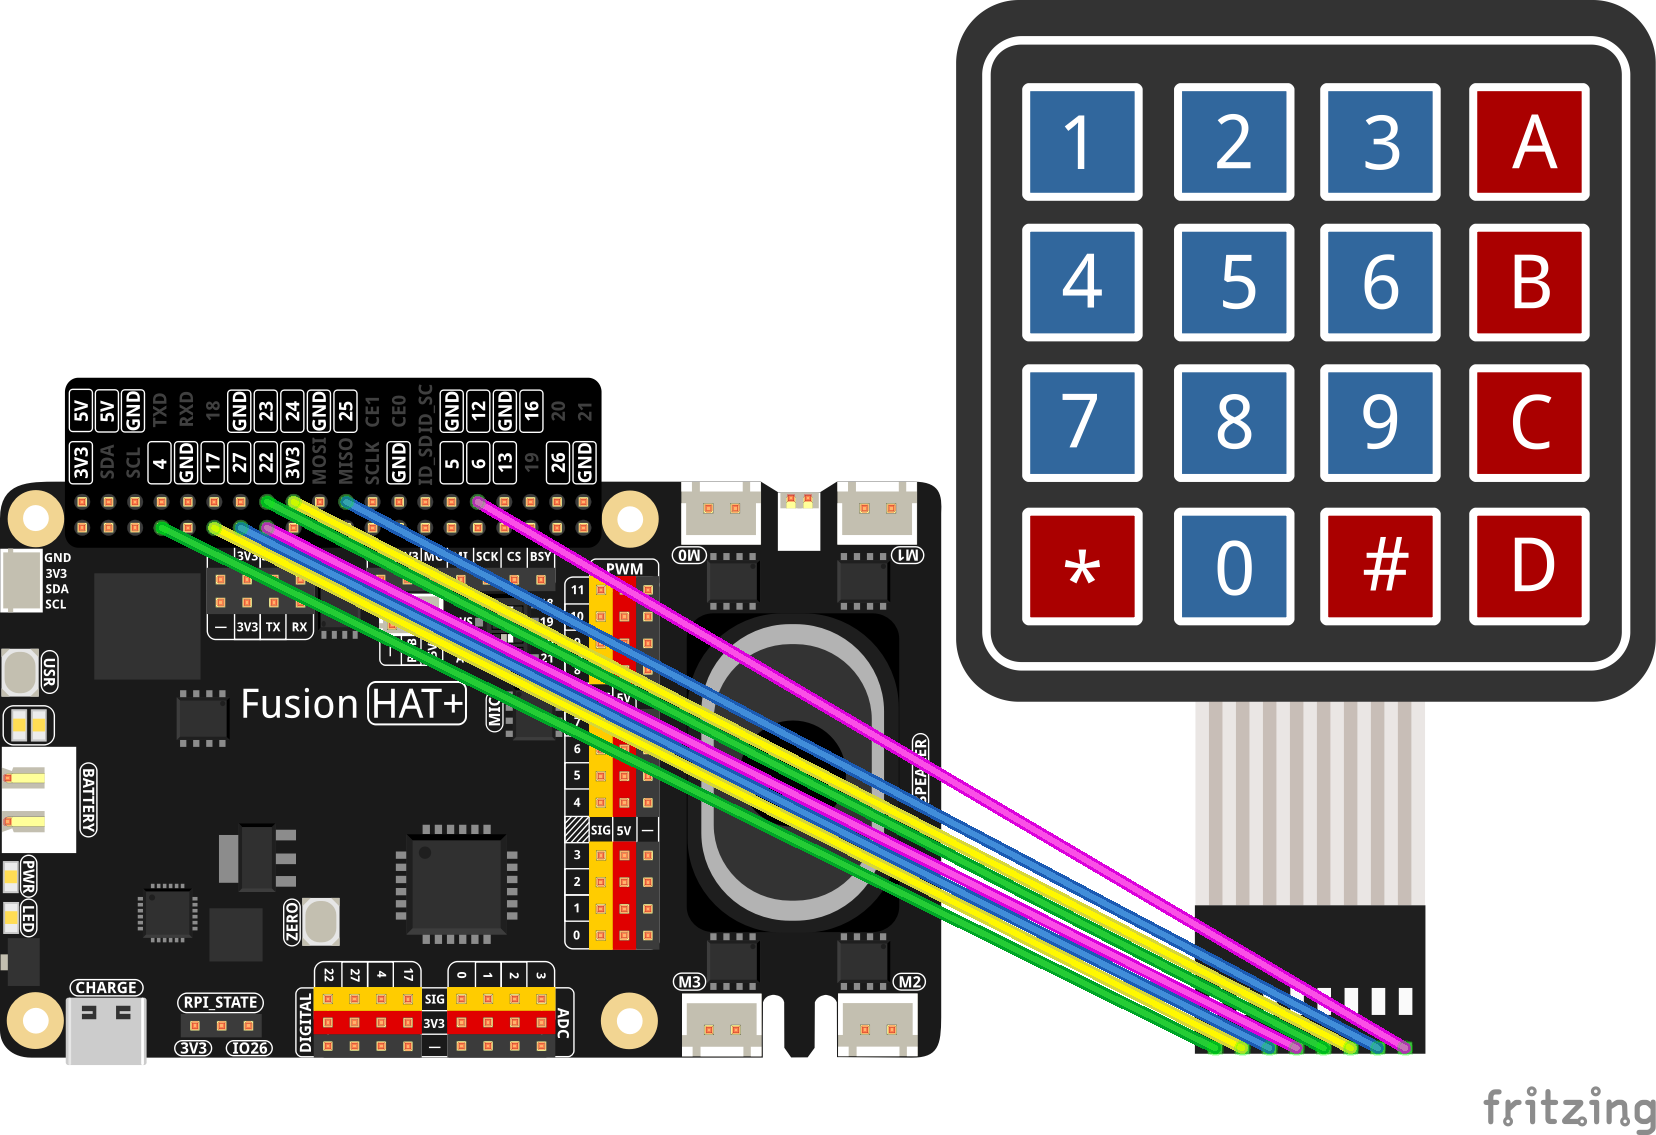 1 2 3 A
4 5 6 B
7 8 9 C
* 0 # D
5V 5V GND TXD RXD 18 GND 23 24 GND 25 CE1 CE0 ID_SC GND 12 GND 16 20 21
3V3 SDA SCL 4 GND 17 27 22 3V3 MOSI MISO SCLK GND ID_SD 5 6 13 19 26 GND
GND
3V3
SDA
SCL
3V3
SCK CS BSY
— 3V3 TX RX
PWM
11
10
M0
M1
19
21
8
5V
USR
Fusion HAT+
MIC
7
6
5
4
SIG 5V —
3
2
1
0
BATTERY
PWR
LED
ZERO
M3
M2
CHARGE
RPI_STATE
3V3 IO26
DIGITAL
22 27 4 17
0 1 2 3
SIG
3V3
—
ADC
fritzing